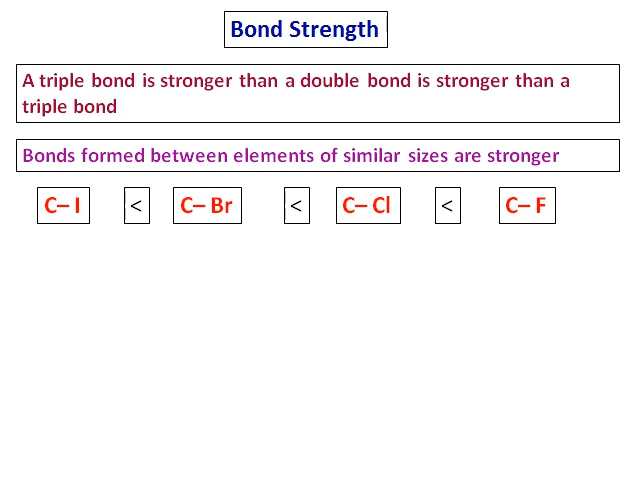 Bond Strength
A triple bond is stronger than a double bond is stronger than a
triple bond
Bonds formed between elements of similar sizes are stronger
C– I < C– Br < C– Cl < C– F